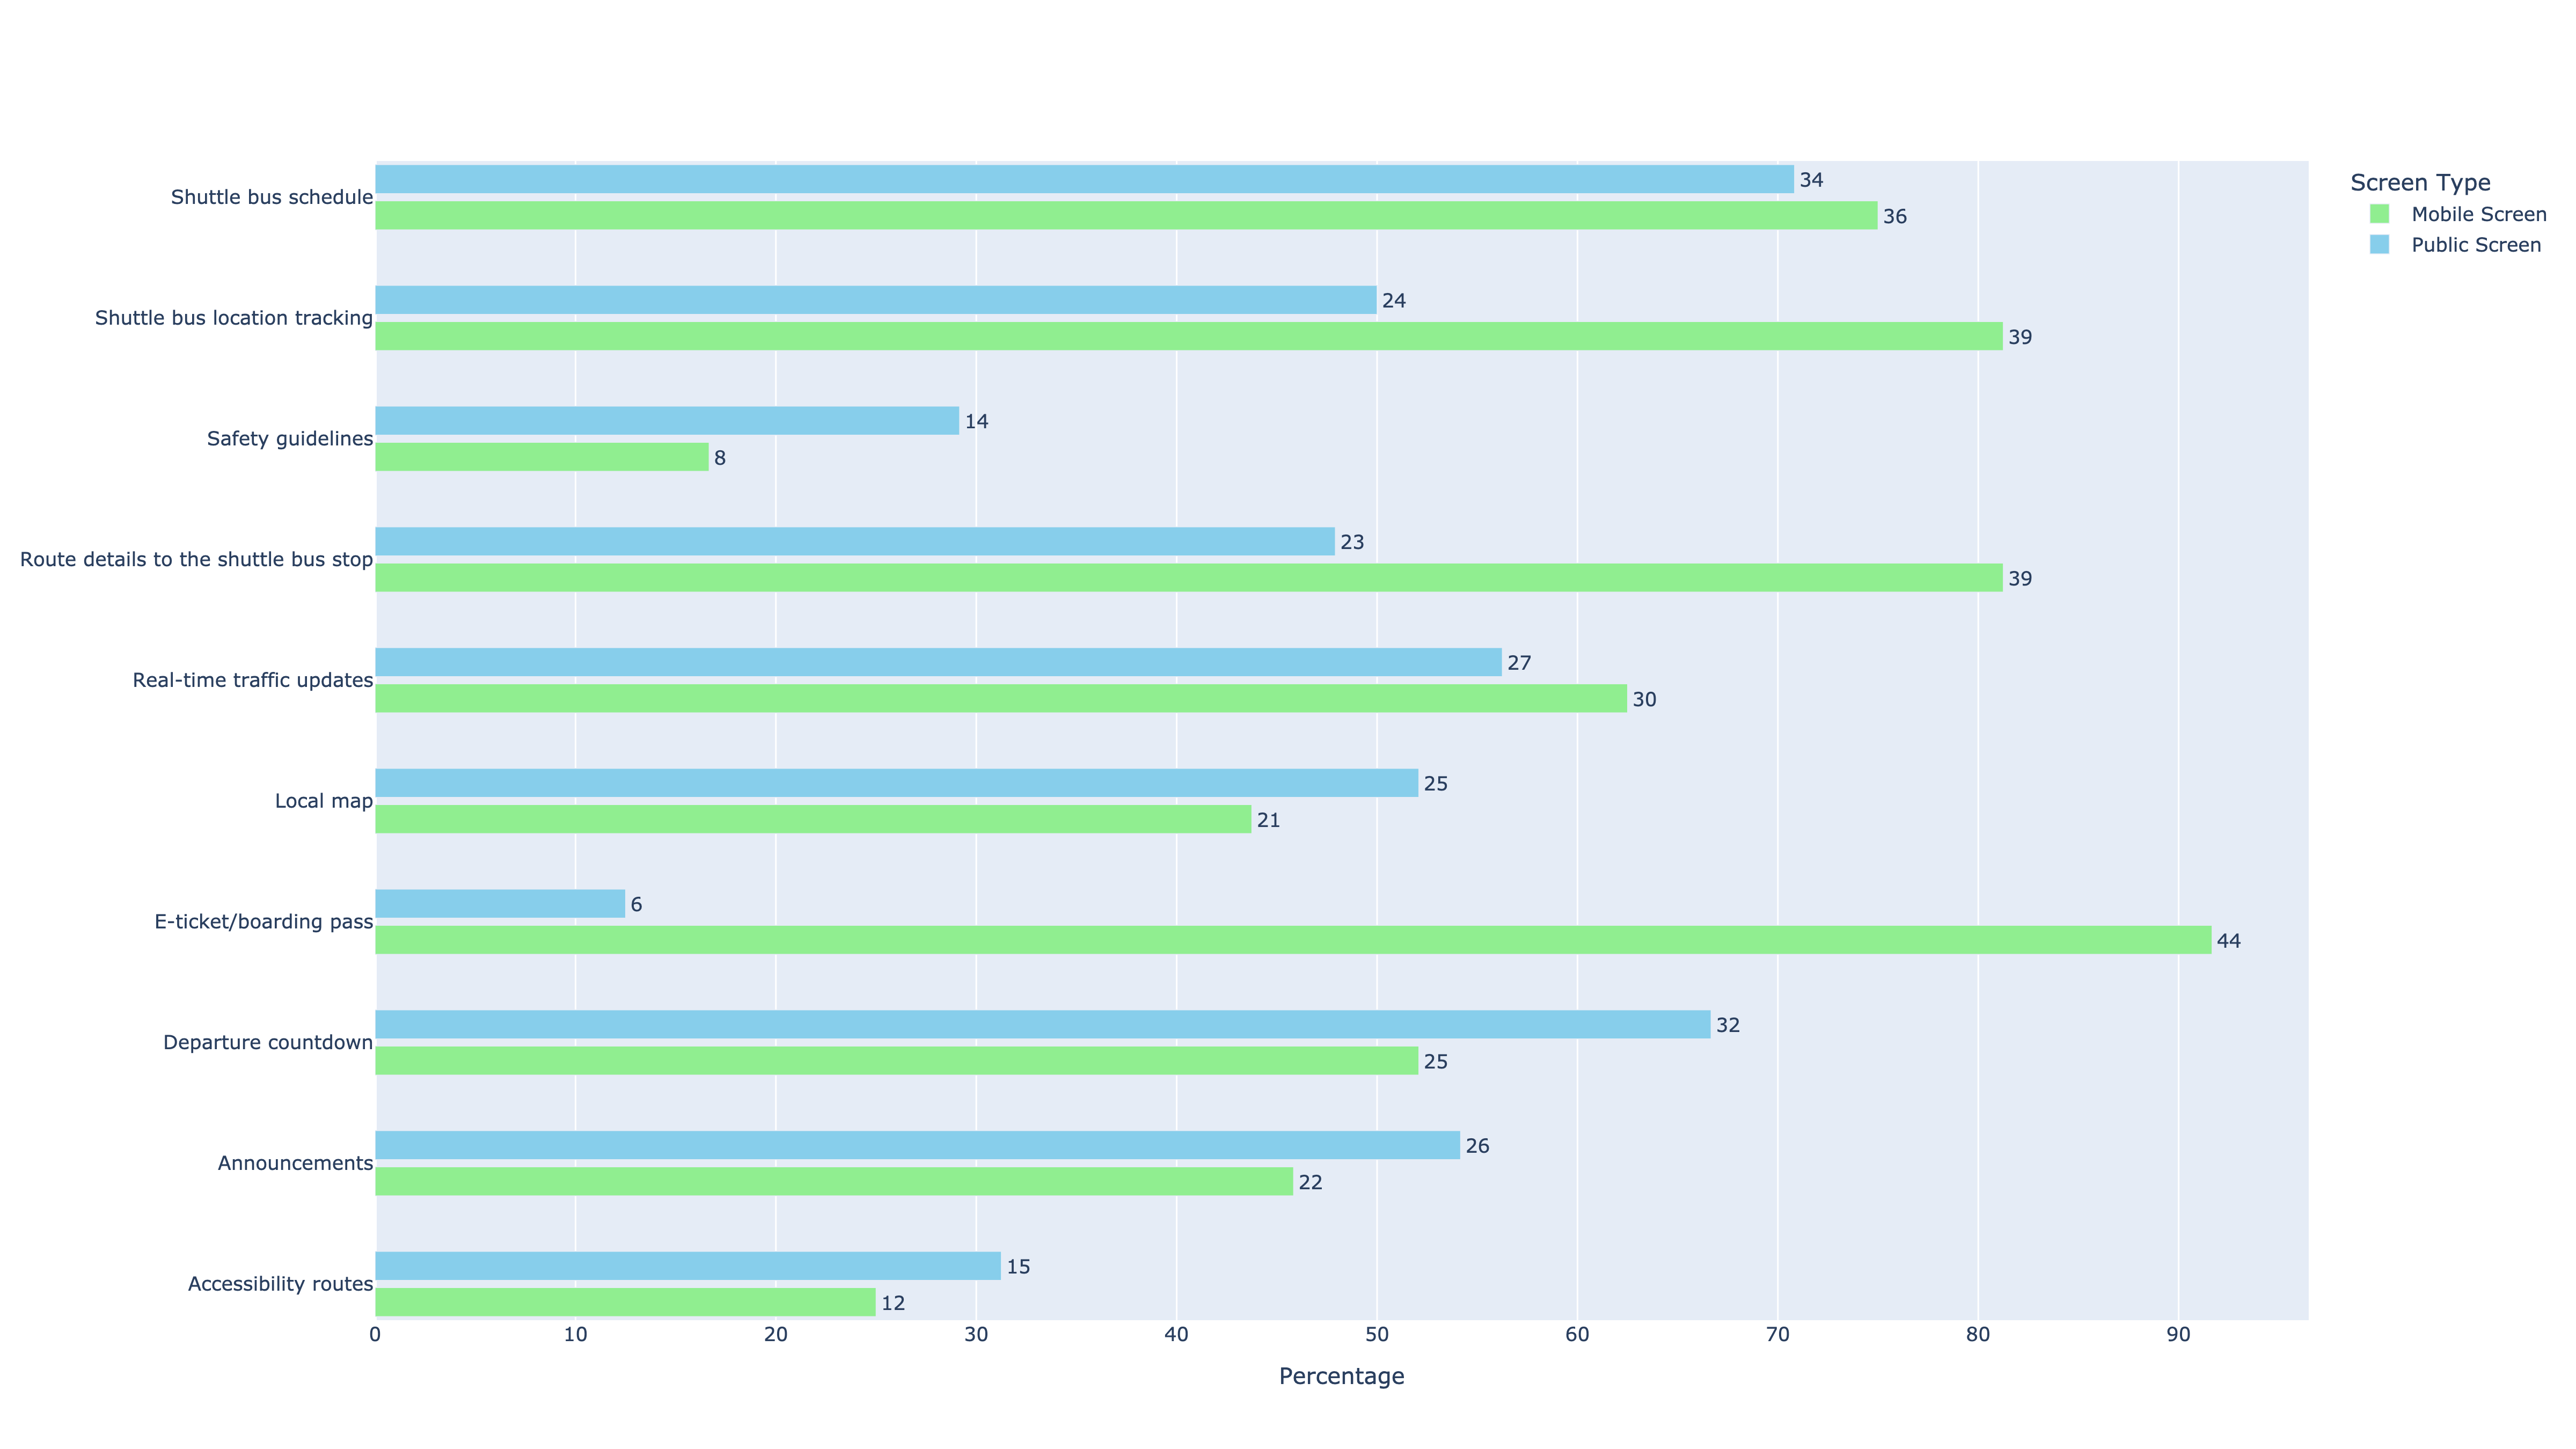 Screen Type
Mobile Screen
Public Screen
Shuttle bus schedule
34
36
Shuttle bus location tracking
24
39
Safety guidelines
14
8
Route details to the shuttle bus stop
23
39
Real-time traffic updates
27
30
Local map
25
21
E-ticket/boarding pass
6
44
Departure countdown
32
25
Announcements
26
22
Accessibility routes
15
12
0 10 20 30 40 50 60 70 80 90
Percentage